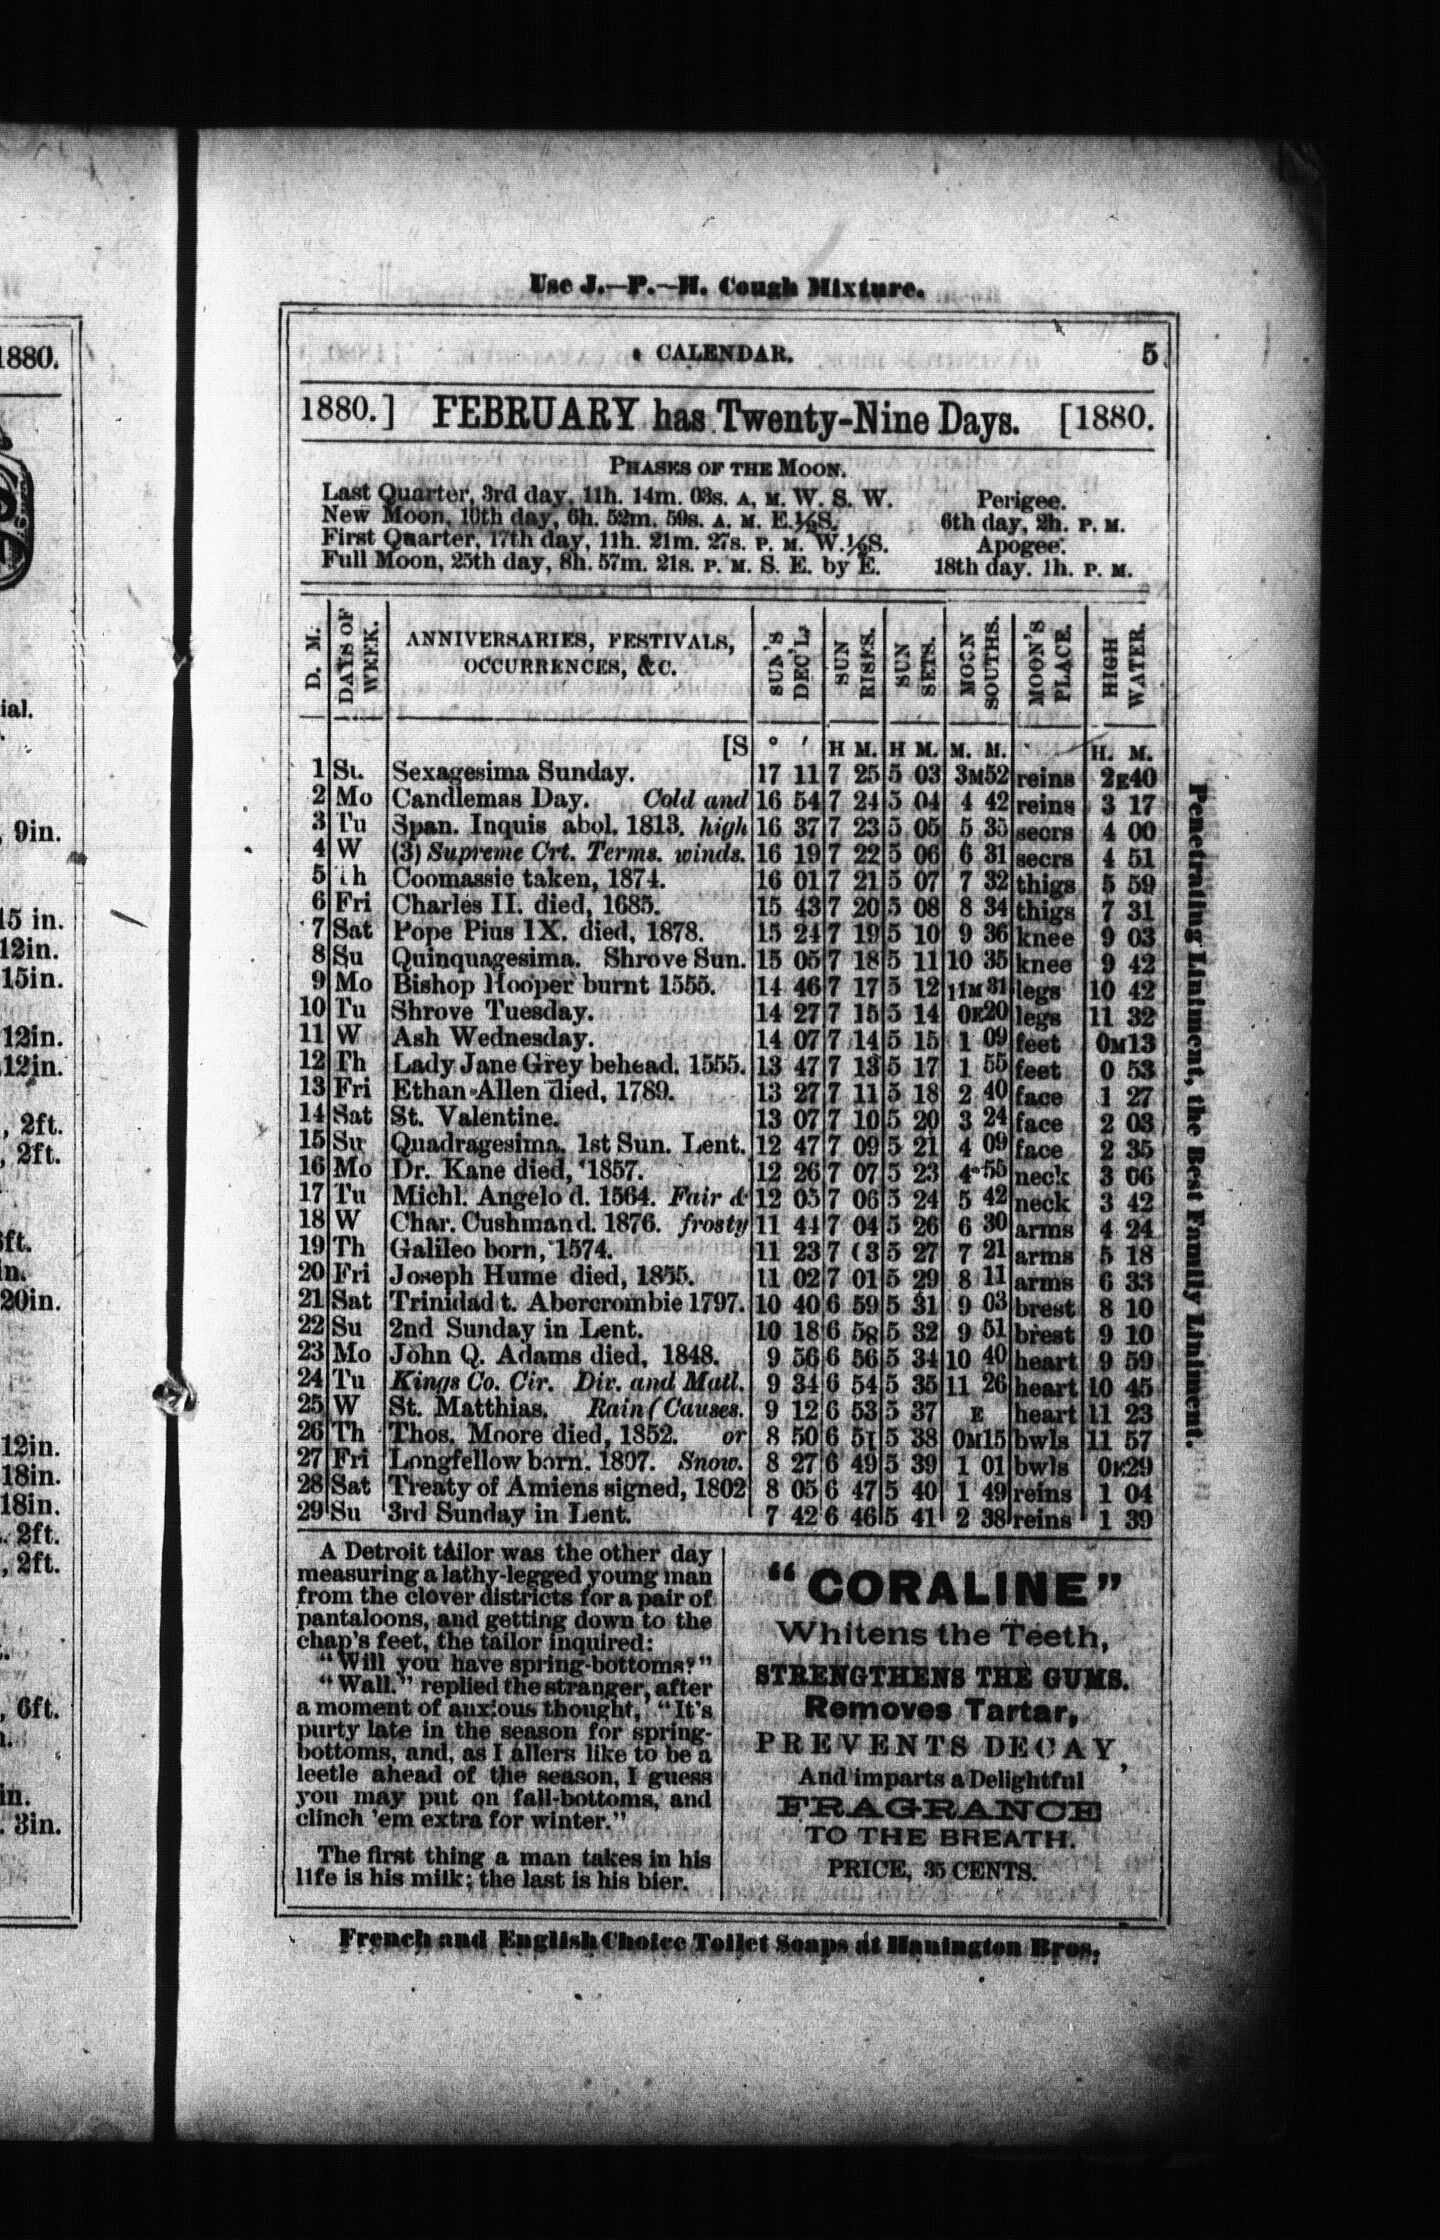 1880.
ial.
9in.
15 in.
12in.
15in.
12in.
12in.
, 2ft.
, 2ft.
6ft.
in.
20in.
12in.
18in.
18in.
. 2ft.
, 2ft.
, 6ft.
in.
. 3in.
Use J.—P.—H. Cough Mixture.
CALENDAR. 5
1880.] FEBRUARY has Twenty-Nine Days. [1880.
PHASES OF THE MOON.
Last Quarter, 3rd day, 11h. 14m. 03s. A, M. W. S. W. Perigee.
New Moon, 10th day, 6h. 52m. 59s. A. M. E.½S. 6th day, 2h. P. M.
First Quarter, 17th day, 11h. 21m. 27s. P. M. W.½S. Apogee.
Full Moon, 25th day, 8h. 57m. 21s. P. M. S. E. by E. 18th day. 1h. P. M.
D. M. DAYS OF WEEK. ANNIVERSARIES, FESTIVALS, OCCURRENCES, &C. SUN'S DEC'L. SUN RISES. SUN SETS. MOON SOUTHS. MOON'S PLACE. HIGH WATER.
[S ° ′ H M. H M. M. M. H. M.
1 Su. Sexagesima Sunday. 17 11 7 25 5 03 3M52 reins 2E40
2 Mo Candlemas Day. Cold and 16 54 7 24 5 04 4 42 reins 3 17
3 Tu Span. Inquis abol. 1813. high 16 37 7 23 5 05 5 35 secrs 4 00
4 W (3) Supreme Crt. Terms. winds. 16 19 7 22 5 06 6 31 secrs 4 51
5 Th Coomassie taken, 1874. 16 01 7 21 5 07 7 32 thigs 5 59
6 Fri Charles II. died, 1685. 15 43 7 20 5 08 8 34 thigs 7 31
7 Sat Pope Pius IX. died, 1878. 15 24 7 19 5 10 9 36 knee 9 03
8 Su Quinquagesima. Shrove Sun. 15 05 7 18 5 11 10 35 knee 9 42
9 Mo Bishop Hooper burnt 1555. 14 46 7 17 5 12 11M31 legs 10 42
10 Tu Shrove Tuesday. 14 27 7 15 5 14 0E20 legs 11 32
11 W Ash Wednesday. 14 07 7 14 5 15 1 09 feet 0M13
12 Th Lady Jane Grey behead. 1555. 13 47 7 13 5 17 1 55 feet 0 53
13 Fri Ethan Allen died, 1789. 13 27 7 11 5 18 2 40 face 1 27
14 Sat St. Valentine. 13 07 7 10 5 20 3 24 face 2 03
15 Su Quadragesima, 1st Sun. Lent. 12 47 7 09 5 21 4 09 face 2 35
16 Mo Dr. Kane died, 1857. 12 26 7 07 5 23 4 55 neck 3 06
17 Tu Michl. Angelo d. 1564. Fair & 12 05 7 06 5 24 5 42 neck 3 42
18 W Char. Cushman d. 1876. frosty 11 44 7 04 5 26 6 30 arms 4 24
19 Th Galileo born, 1574. 11 23 7 03 5 27 7 21 arms 5 18
20 Fri Joseph Hume died, 1855. 11 02 7 01 5 29 8 11 arms 6 33
21 Sat Trinidad t. Abercrombie 1797. 10 40 6 59 5 31 9 03 brest 8 10
22 Su 2nd Sunday in Lent. 10 18 6 58 5 32 9 51 brest 9 10
23 Mo John Q. Adams died, 1848. 9 56 6 56 5 34 10 40 heart 9 59
24 Tu Kings Co. Cir. Div. and Matl. 9 34 6 54 5 35 11 26 heart 10 45
25 W St. Matthias. Rain (Causes. 9 12 6 53 5 37 E heart 11 23
26 Th Thos. Moore died, 1852. or 8 50 6 51 5 38 0M15 bwls 11 57
27 Fri Longfellow born. 1807. Snow. 8 27 6 49 5 39 1 01 bwls 0E29
28 Sat Treaty of Amiens signed, 1802 8 05 6 47 5 40 1 49 reins 1 04
29 Su 3rd Sunday in Lent. 7 42 6 46 5 41 2 38 reins 1 39
A Detroit tailor was the other day
measuring a lathy-legged young man
from the clover districts for a pair of
pantaloons, and getting down to the
chap's feet, the tailor inquired:
"Will you have spring-bottoms?"
"Wall." replied the stranger, after
a moment of anxious thought, "It's
purty late in the season for spring-
bottoms, and, as I allers like to be a
leetle ahead of the season, I guess
you may put on fall-bottoms, and
clinch 'em extra for winter."
The first thing a man takes in his
life is his milk; the last is his bier.
"CORALINE"
Whitens the Teeth,
STRENGTHENS THE GUMS.
Removes Tartar,
PREVENTS DECAY,
And imparts a Delightful
FRAGRANCE
TO THE BREATH.
PRICE, 35 CENTS.
Penetrating Liniment, the Best Family Liniment.
French and English Choice Toilet Soaps at Hanington Bros.